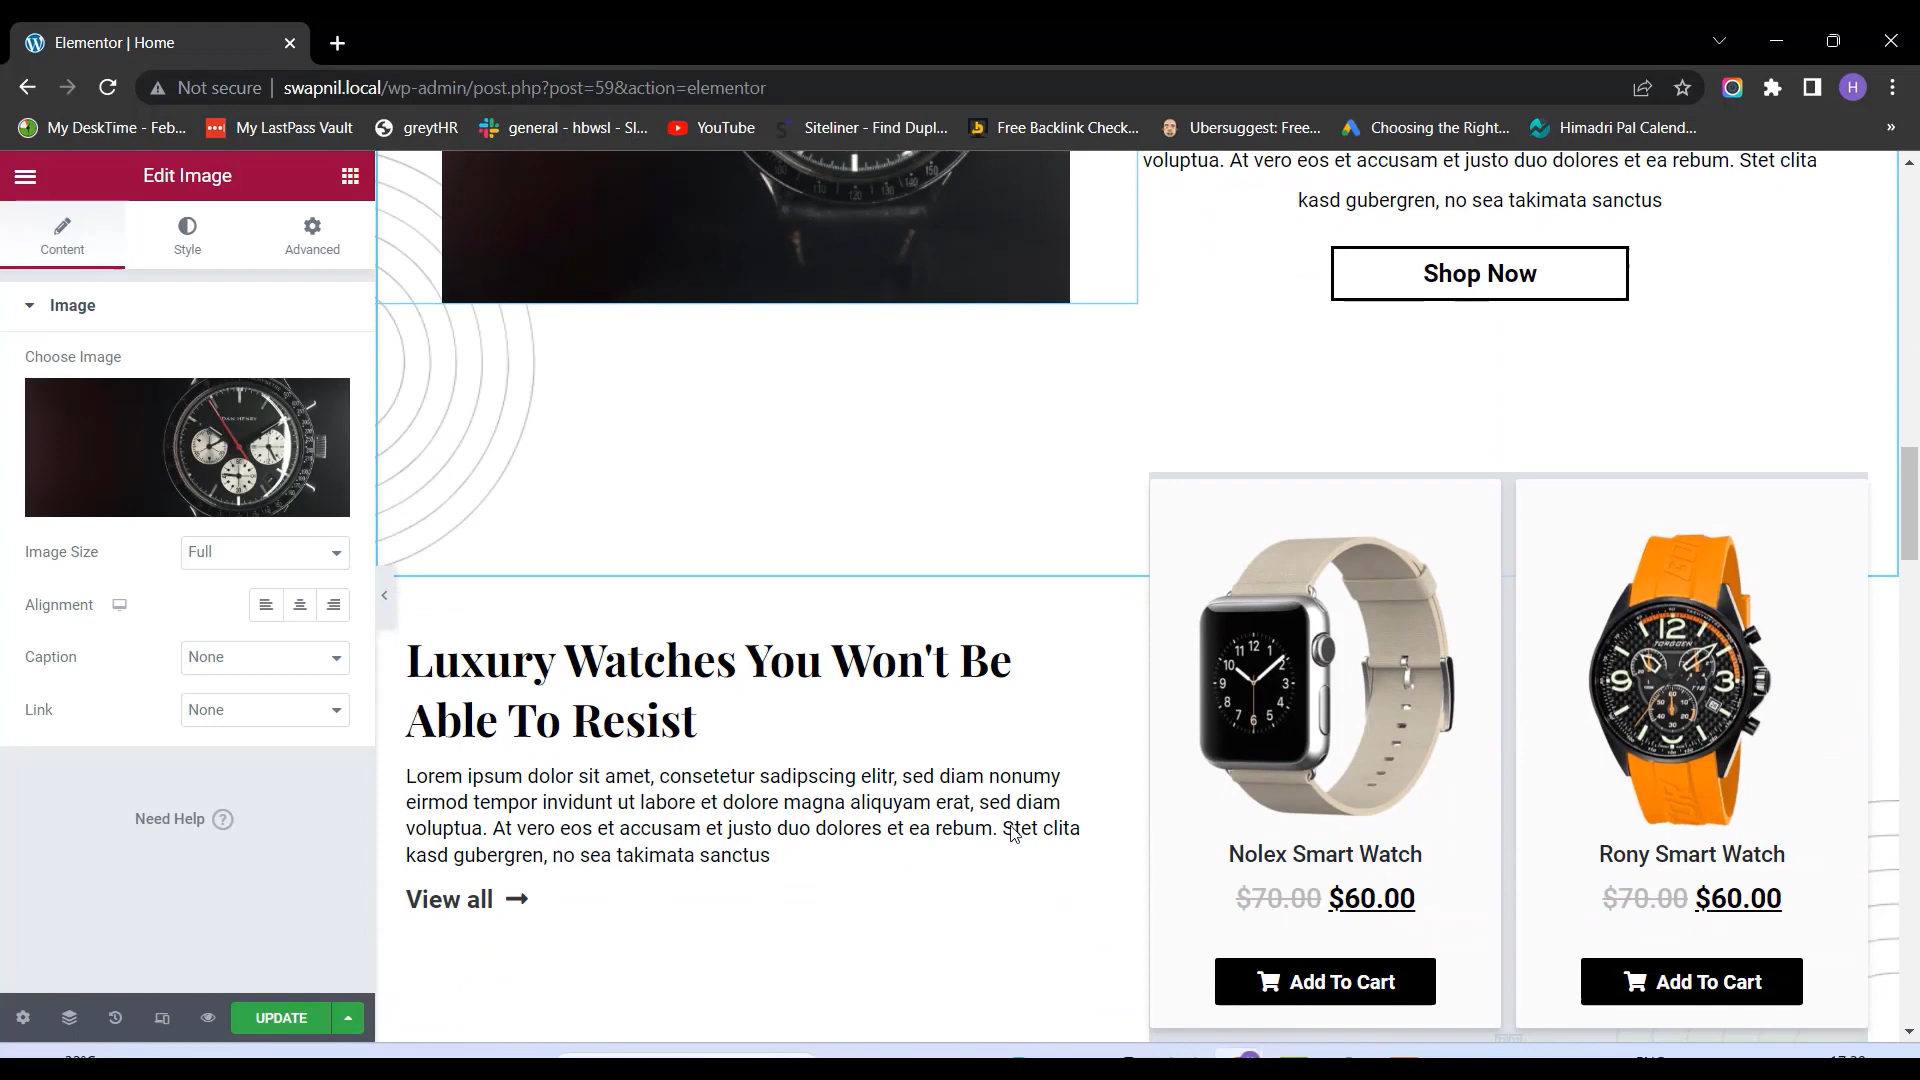 Elementor | Home
Not secure swapnil.local/wp-admin/post.php?post=59&action=elementor
My DeskTime - Feb...
My LastPass Vault
greytHR
general - hbwsl - Sl...
YouTube
Siteliner - Find Dupl...
Free Backlink Check...
Ubersuggest: Free...
Choosing the Right...
Himadri Pal Calend...
»
H
Edit Image
Content
Style
Advanced
Image
Choose Image
DAN HENRY
Image Size
Full
Alignment
Caption
None
Link
None
Need Help ?
UPDATE
voluptua. At vero eos et accusam et justo duo dolores et ea rebum. Stet clita
kasd gubergren, no sea takimata sanctus
Shop Now
Luxury Watches You Won't Be
Able To Resist
Lorem ipsum dolor sit amet, consetetur sadipscing elitr, sed diam nonumy
eirmod tempor invidunt ut labore et dolore magna aliquyam erat, sed diam
voluptua. At vero eos et accusam et justo duo dolores et ea rebum. Stet clita
kasd gubergren, no sea takimata sanctus
View all
Nolex Smart Watch
$70.00 $60.00
Add To Cart
TORGOEN
Rony Smart Watch
$70.00 $60.00
Add To Cart